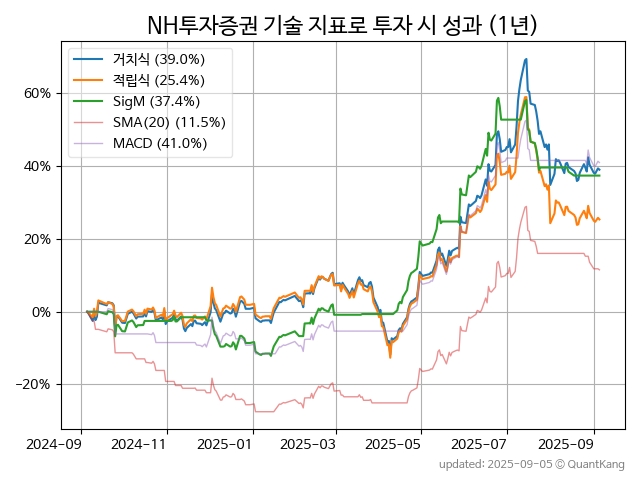 NH투자증권 기술 지표로 투자 시 성과 (1년)
거치식 (39.0%)
적립식 (25.4%)
SigM (37.4%)
SMA(20) (11.5%)
MACD (41.0%)
60%
40%
20%
0%
−20%
2024-09 2024-11 2025-01 2025-03 2025-05 2025-07 2025-09
updated: 2025-09-05 © QuantKang